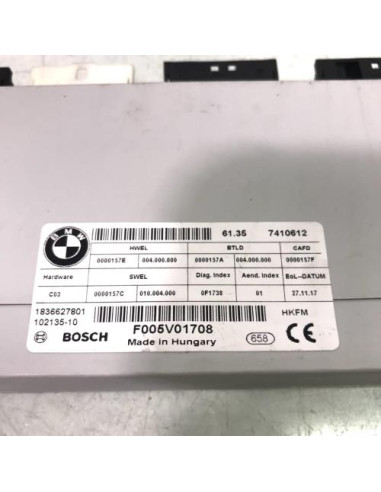 BMW
61.35 7410612
HWEL BTLD CAFD
0000157E 004.000.000 0000157A 004.000.000 0000157F
Hardware SWEL Diag. Index Aend. Index EoL-DATUM
C03 0000157C 010.004.000 0F1738 01 27.11.17
1836627801 HKFM
102135-10
BOSCH F005V01708 658 CE
Made in Hungary